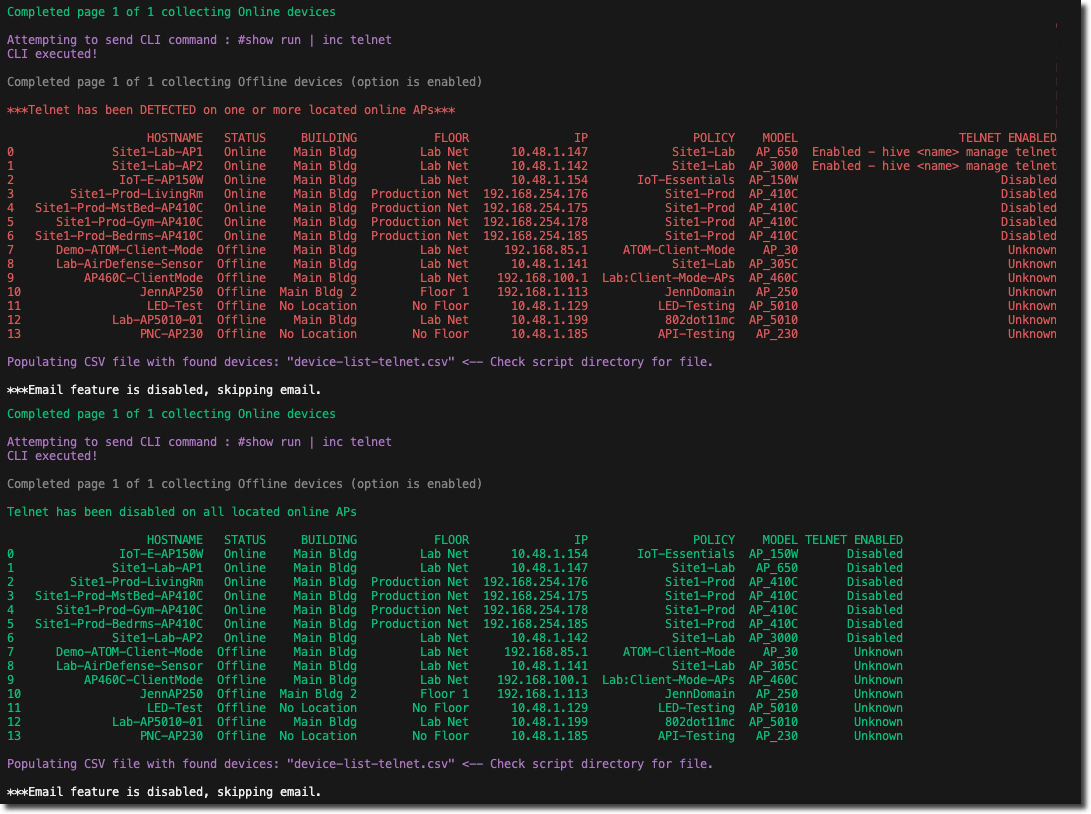 Completed page 1 of 1 collecting Online devices
Attempting to send CLI command : #show run | inc telnet
CLI executed!
Completed page 1 of 1 collecting Offline devices (option is enabled)
***Telnet has been DETECTED on one or more located online APs***
HOSTNAME STATUS BUILDING FLOOR IP POLICY MODEL TELNET ENABLED
0 Site1-Lab-AP1 Online Main Bldg Lab Net 10.48.1.147 Site1-Lab AP_650 Enabled - hive <name> manage telnet
1 Site1-Lab-AP2 Online Main Bldg Lab Net 10.48.1.142 Site1-Lab AP_3000 Enabled - hive <name> manage telnet
2 IoT-E-AP150W Online Main Bldg Lab Net 10.48.1.154 IoT-Essentials AP_150W Disabled
3 Site1-Prod-LivingRm Online Main Bldg Production Net 192.168.254.176 Site1-Prod AP_410C Disabled
4 Site1-Prod-MstBed-AP410C Online Main Bldg Production Net 192.168.254.175 Site1-Prod AP_410C Disabled
5 Site1-Prod-Gym-AP410C Online Main Bldg Production Net 192.168.254.178 Site1-Prod AP_410C Disabled
6 Site1-Prod-Bedrms-AP410C Online Main Bldg Production Net 192.168.254.185 Site1-Prod AP_410C Disabled
7 Demo-ATOM-Client-Mode Offline Main Bldg Lab Net 192.168.85.1 ATOM-Client-Mode AP_30 Unknown
8 Lab-AirDefense-Sensor Offline Main Bldg Lab Net 10.48.1.141 Site1-Lab AP_305C Unknown
9 AP460C-ClientMode Offline Main Bldg Lab Net 192.168.100.1 Lab:Client-Mode-APs AP_460C Unknown
10 JennAP250 Offline Main Bldg 2 Floor 1 192.168.1.113 JennDomain AP_250 Unknown
11 LED-Test Offline No Location No Floor 10.48.1.129 LED-Testing AP_5010 Unknown
12 Lab-AP5010-01 Offline Main Bldg Lab Net 10.48.1.199 802dot11mc AP_5010 Unknown
13 PNC-AP230 Offline No Location No Floor 10.48.1.185 API-Testing AP_230 Unknown
Populating CSV file with found devices: "device-list-telnet.csv" <-- Check script directory for file.
***Email feature is disabled, skipping email.
Completed page 1 of 1 collecting Online devices
Attempting to send CLI command : #show run | inc telnet
CLI executed!
Completed page 1 of 1 collecting Offline devices (option is enabled)
Telnet has been disabled on all located online APs
HOSTNAME STATUS BUILDING FLOOR IP POLICY MODEL TELNET ENABLED
0 IoT-E-AP150W Online Main Bldg Lab Net 10.48.1.154 IoT-Essentials AP_150W Disabled
1 Site1-Lab-AP1 Online Main Bldg Lab Net 10.48.1.147 Site1-Lab AP_650 Disabled
2 Site1-Prod-LivingRm Online Main Bldg Production Net 192.168.254.176 Site1-Prod AP_410C Disabled
3 Site1-Prod-MstBed-AP410C Online Main Bldg Production Net 192.168.254.175 Site1-Prod AP_410C Disabled
4 Site1-Prod-Gym-AP410C Online Main Bldg Production Net 192.168.254.178 Site1-Prod AP_410C Disabled
5 Site1-Prod-Bedrms-AP410C Online Main Bldg Production Net 192.168.254.185 Site1-Prod AP_410C Disabled
6 Site1-Lab-AP2 Online Main Bldg Lab Net 10.48.1.142 Site1-Lab AP_3000 Disabled
7 Demo-ATOM-Client-Mode Offline Main Bldg Lab Net 192.168.85.1 ATOM-Client-Mode AP_30 Unknown
8 Lab-AirDefense-Sensor Offline Main Bldg Lab Net 10.48.1.141 Site1-Lab AP_305C Unknown
9 AP460C-ClientMode Offline Main Bldg Lab Net 192.168.100.1 Lab:Client-Mode-APs AP_460C Unknown
10 JennAP250 Offline Main Bldg 2 Floor 1 192.168.1.113 JennDomain AP_250 Unknown
11 LED-Test Offline No Location No Floor 10.48.1.129 LED-Testing AP_5010 Unknown
12 Lab-AP5010-01 Offline Main Bldg Lab Net 10.48.1.199 802dot11mc AP_5010 Unknown
13 PNC-AP230 Offline No Location No Floor 10.48.1.185 API-Testing AP_230 Unknown
Populating CSV file with found devices: "device-list-telnet.csv" <-- Check script directory for file.
***Email feature is disabled, skipping email.